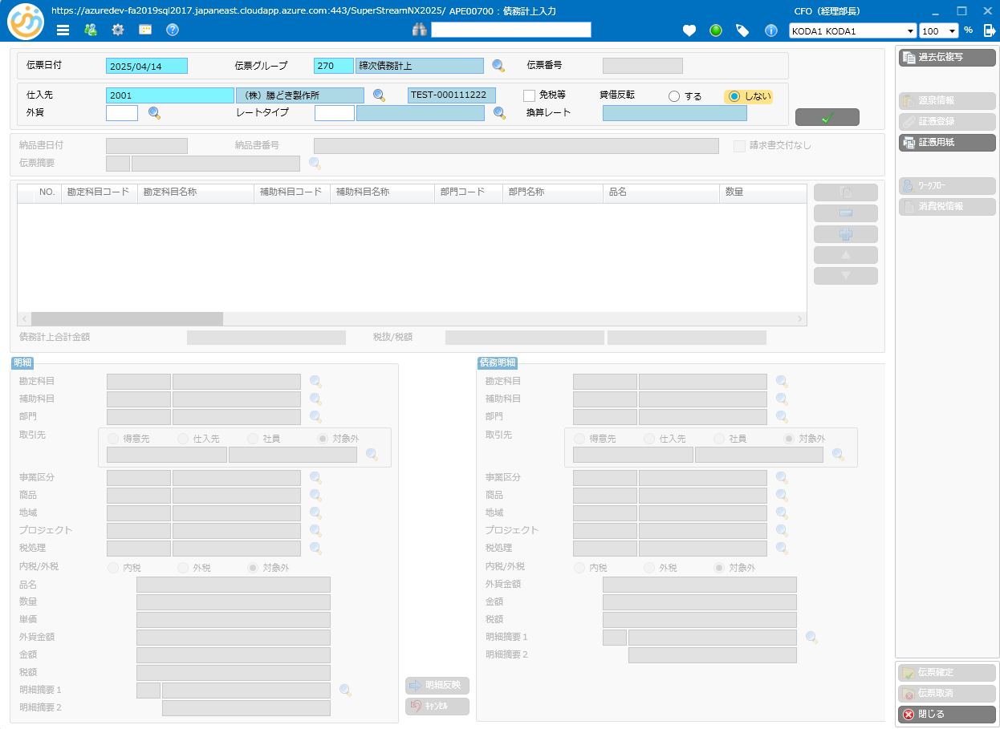 https://azuredev-fa2019sql2017.japaneast.cloudapp.azure.com:443/SuperStreamNX2025/ APE00700 : 債務計上入力 CFO（経理部長）
KODA1 KODA1 100 %
伝票日付 2025/04/14 伝票グループ 270 締次債務計上 伝票番号
仕入先 2001 （株）勝どき製作所 TEST-000111222 免税等 貸借反転 する しない
外貨 レートタイプ 換算レート
納品書日付 納品書番号 請求書交付なし
伝票摘要
NO. 勘定科目コード 勘定科目名称 補助科目コード 補助科目名称 部門コード 部門名称 品名 数量
債務計上合計金額 税抜/税額
明細
勘定科目
補助科目
部門
取引先 得意先 仕入先 社員 対象外
事業区分
商品
地域
プロジェクト
税処理
内税/外税 内税 外税 対象外
品名
数量
単価
外貨金額
金額
税額
明細摘要1
明細摘要2
明細反映
ｷｬﾝｾﾙ
債務明細
勘定科目
補助科目
部門
取引先 得意先 仕入先 社員 対象外
事業区分
商品
地域
プロジェクト
税処理
内税/外税 内税 外税 対象外
外貨金額
金額
税額
明細摘要1
明細摘要2
過去伝複写
源泉情報
証憑登録
証憑用紙
ﾜｰｸﾌﾛｰ
消費税情報
伝票確定
伝票取消
閉じる